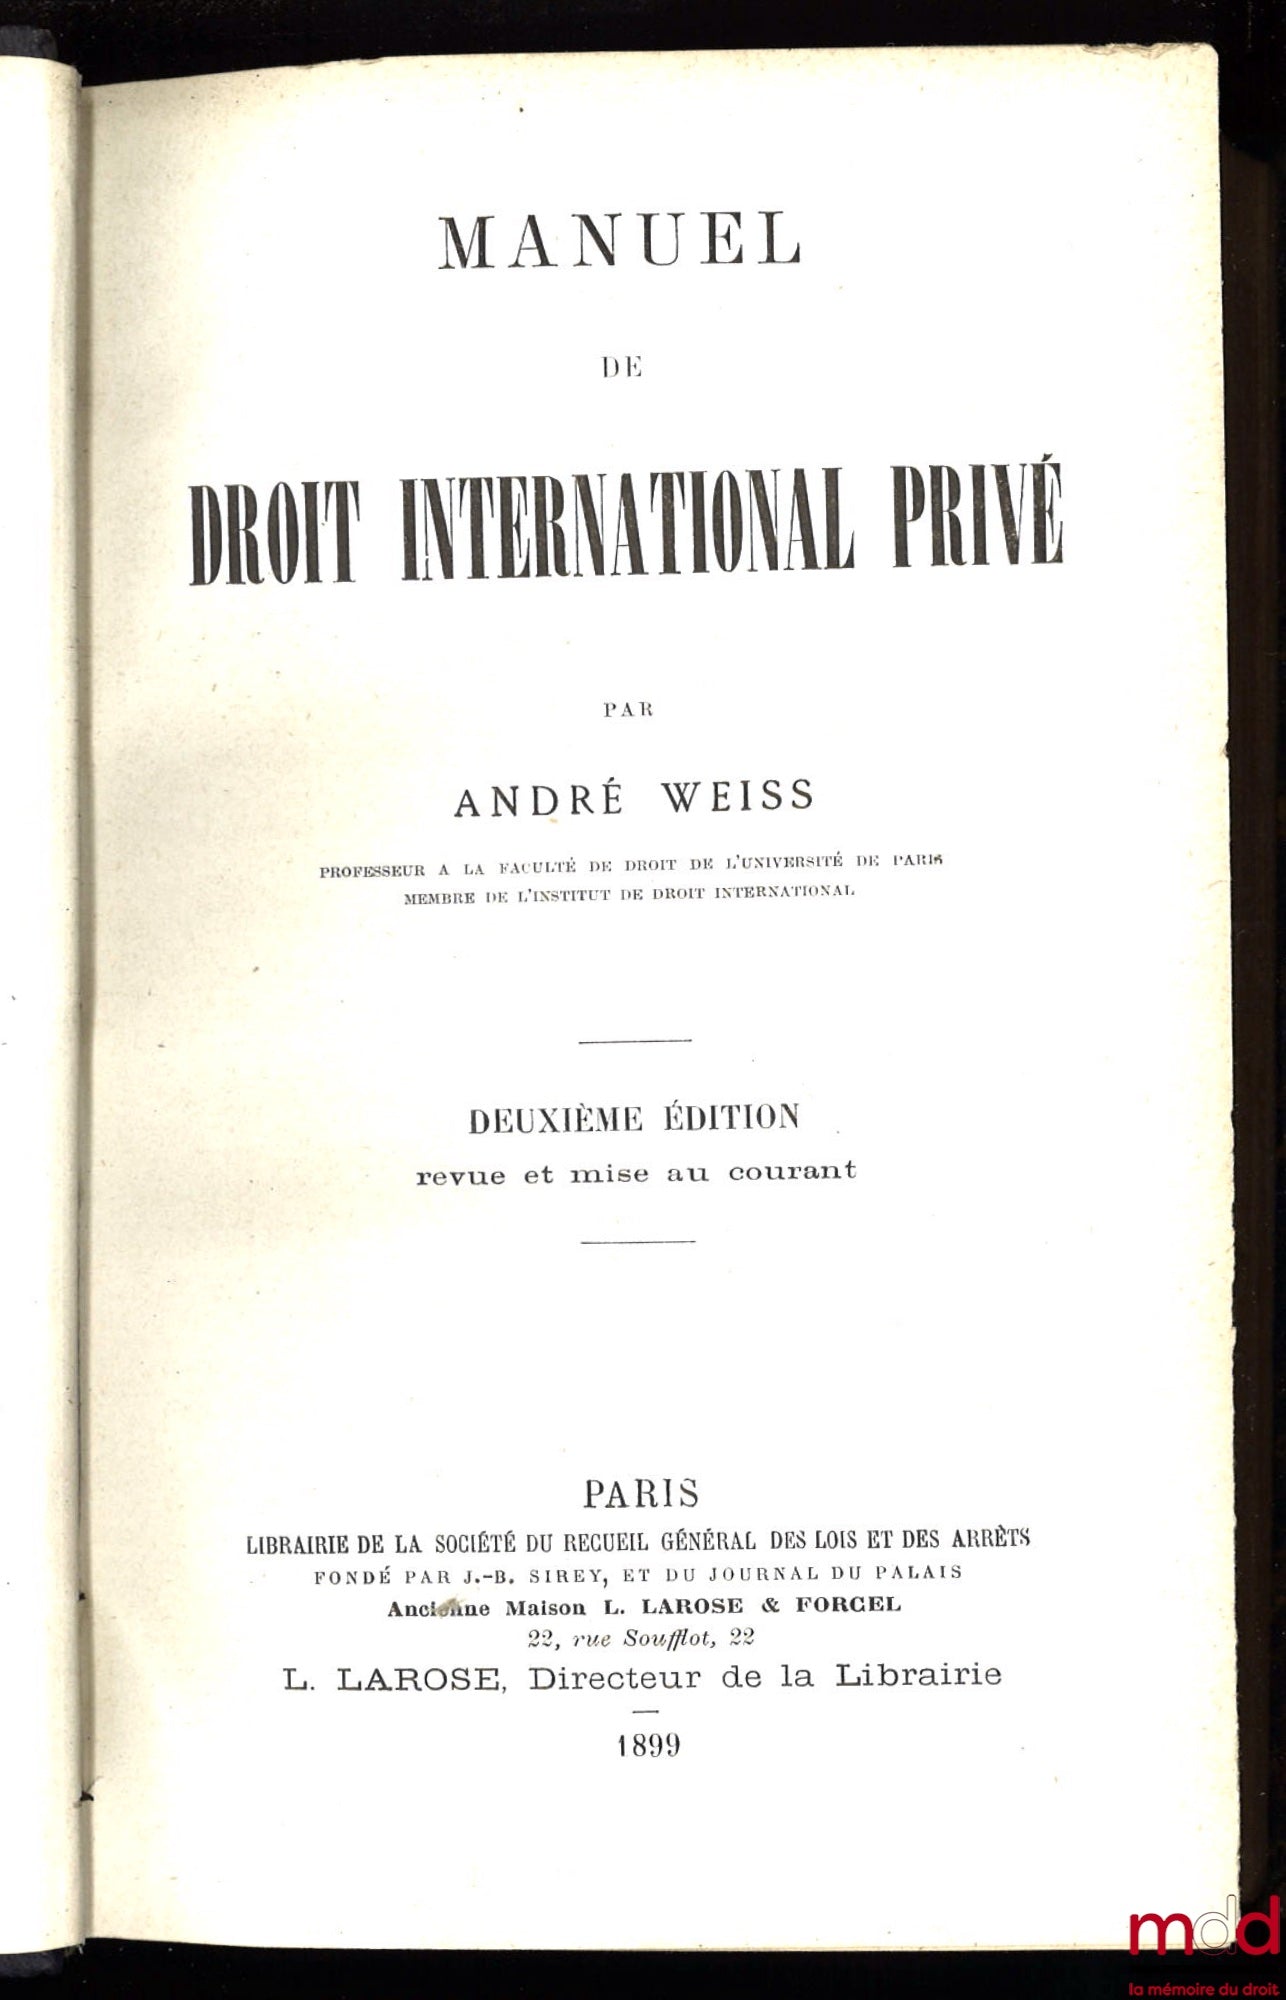 MANUEL
DE
DROIT INTERNATIONAL PRIVÉ
PAR
ANDRÉ WEISS
PROFESSEUR A LA FACULTÉ DE DROIT DE L'UNIVERSITÉ DE PARIS
MEMBRE DE L'INSTITUT DE DROIT INTERNATIONAL
DEUXIÈME ÉDITION
revue et mise au courant
PARIS
LIBRAIRIE DE LA SOCIÉTÉ DU RECUEIL GÉNÉRAL DES LOIS ET DES ARRÊTS
FONDÉ PAR J.-B. SIREY, ET DU JOURNAL DU PALAIS
Ancienne Maison L. LAROSE & FORCEL
22, rue Soufflot, 22
L. LAROSE, Directeur de la Librairie
1899
mdd
la mémoire du droit